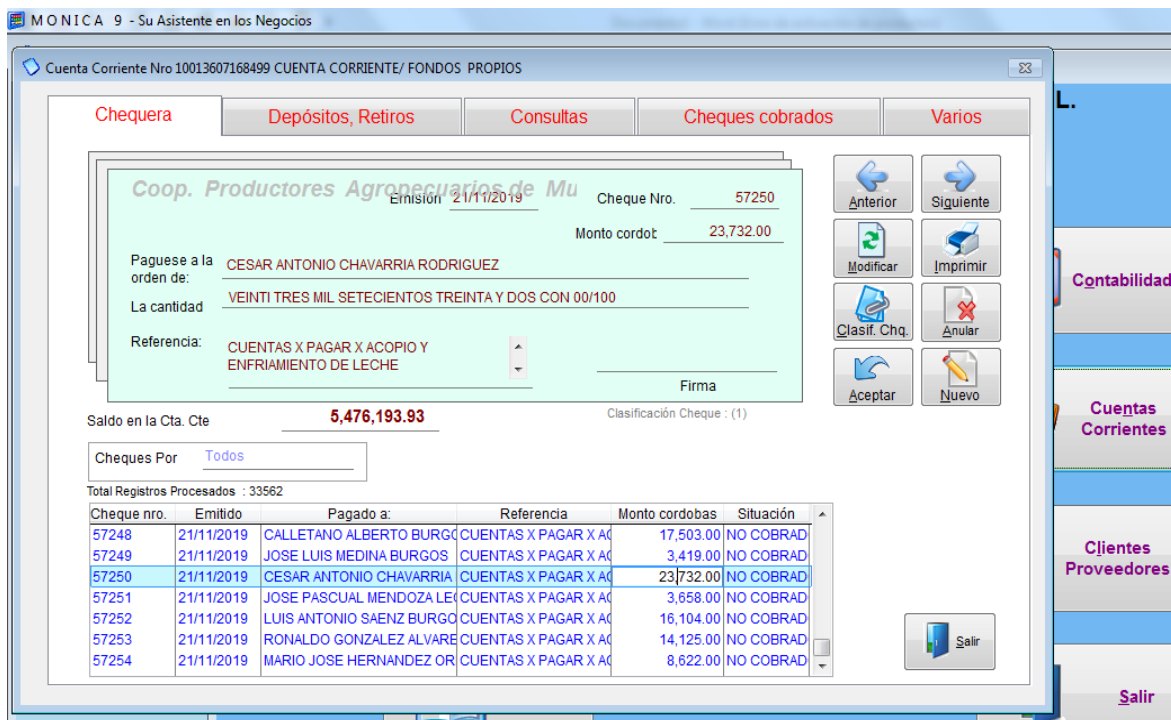 M O N I C A 9 - Su Asistente en los Negocios
Cuenta Corriente Nro 10013607168499 CUENTA CORRIENTE/ FONDOS PROPIOS
L.
Chequera Depósitos, Retiros Consultas Cheques cobrados Varios
Coop. Productores Agropecuarios de Mu
Emisión 21/11/2019 Cheque Nro. 57250
Monto cordob 23,732.00
Paguese a la orden de: CESAR ANTONIO CHAVARRIA RODRIGUEZ
La cantidad VEINTI TRES MIL SETECIENTOS TREINTA Y DOS CON 00/100
Referencia: CUENTAS X PAGAR X ACOPIO Y
ENFRIAMIENTO DE LECHE
Firma
Anterior Siguiente
Modificar Imprimir
Clasif. Chq. Anular
Aceptar Nuevo
Saldo en la Cta. Cte 5,476,193.93 Clasificación Cheque : (1)
Cheques Por Todos
Total Registros Procesados : 33562
Cheque nro. Emitido Pagado a: Referencia Monto cordobas Situación
57248 21/11/2019 CALLETANO ALBERTO BURGO CUENTAS X PAGAR X AC 17,503.00 NO COBRAD
57249 21/11/2019 JOSE LUIS MEDINA BURGOS CUENTAS X PAGAR X AC 3,419.00 NO COBRAD
57250 21/11/2019 CESAR ANTONIO CHAVARRIA CUENTAS X PAGAR X AC 23,732.00 NO COBRAD
57251 21/11/2019 JOSE PASCUAL MENDOZA LE CUENTAS X PAGAR X AC 3,658.00 NO COBRAD
57252 21/11/2019 LUIS ANTONIO SAENZ BURGO CUENTAS X PAGAR X AC 16,104.00 NO COBRAD
57253 21/11/2019 RONALDO GONZALEZ ALVARE CUENTAS X PAGAR X AC 14,125.00 NO COBRAD
57254 21/11/2019 MARIO JOSE HERNANDEZ OR CUENTAS X PAGAR X AC 8,622.00 NO COBRAD
Salir
Contabilidad
Cuentas
Corrientes
Clientes
Proveedores
Salir